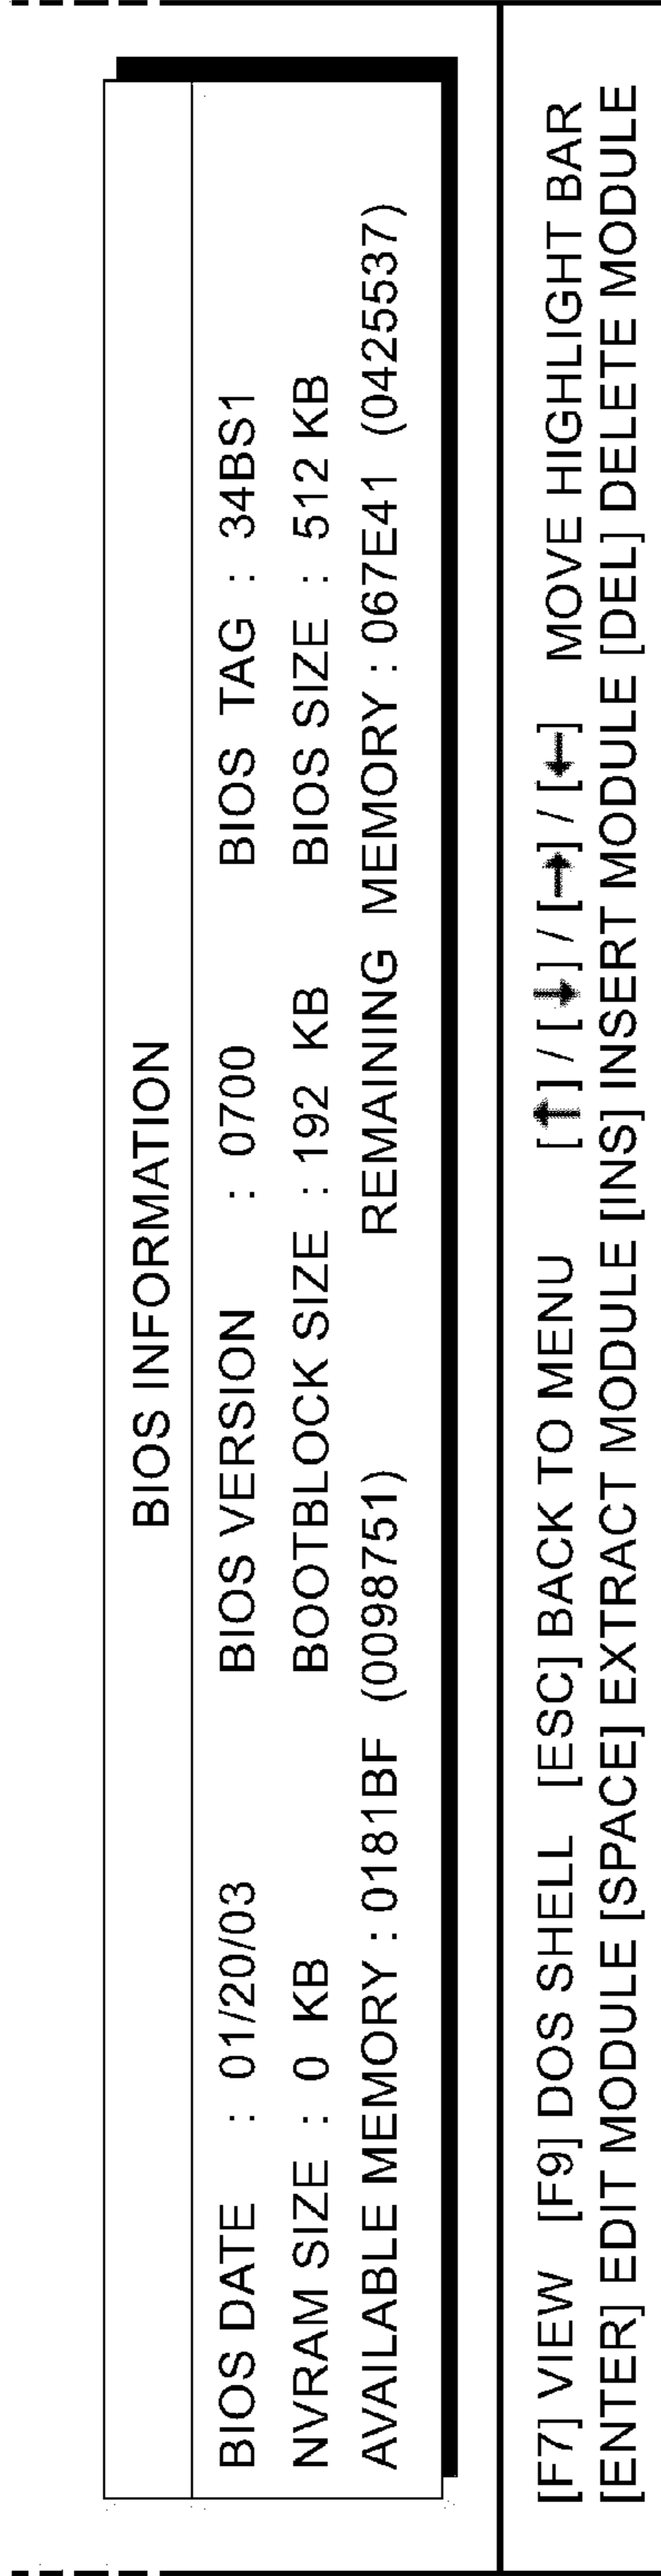 BIOS INFORMATION
BIOS DATE : 01/20/03 BIOS VERSION : 0700 BIOS TAG : 34BS1
NVRAM SIZE : 0 KB BOOTBLOCK SIZE : 192 KB BIOS SIZE : 512 KB
AVAILABLE MEMORY : 0181BF (0098751) REMAINING MEMORY : 067E41 (0425537)
[F7] VIEW [F9] DOS SHELL [ESC] BACK TO MENU [↑] / [↓] / [→] / [←] MOVE HIGHLIGHT BAR
[ENTER] EDIT MODULE [SPACE] EXTRACT MODULE [INS] INSERT MODULE [DEL] DELETE MODULE